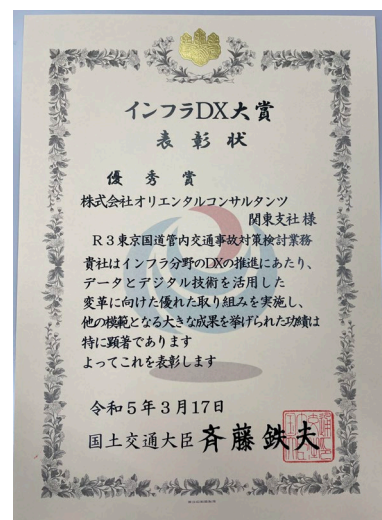 インフラDX大賞
表彰状
優秀賞
株式会社オリエンタルコンサルタンツ
関東支社様
R3東京国道管内交通事故対策検討業務
貴社はインフラ分野のDXの推進にあたり、
データとデジタル技術を活用した
変革に向けた優れた取り組みを実施し、
他の模範となる大きな成果を挙げられた功績は
特に顕著であります
よってこれを表彰します
令和5年3月17日
国土交通大臣 斉藤鉄夫